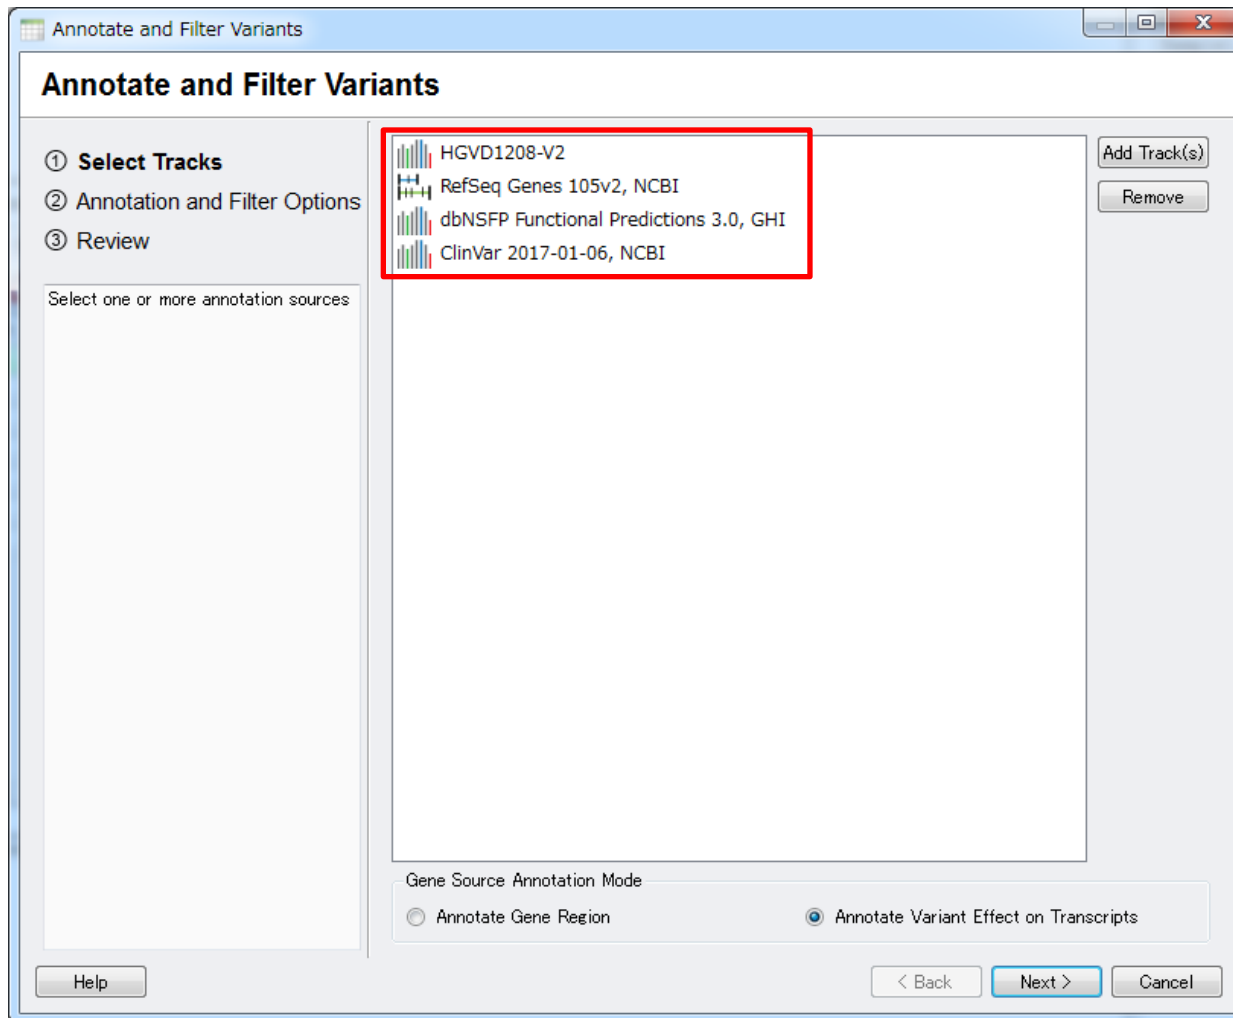 Annotate and Filter Variants
Annotate and Filter Variants
① Select Tracks
② Annotation and Filter Options
③ Review
Select one or more annotation sources
HGVD1208-V2
RefSeq Genes 105v2, NCBI
dbNSFP Functional Predictions 3.0, GHI
ClinVar 2017-01-06, NCBI
Add Track(s)
Remove
Gene Source Annotation Mode
Annotate Gene Region
Annotate Variant Effect on Transcripts
Help
< Back
Next >
Cancel